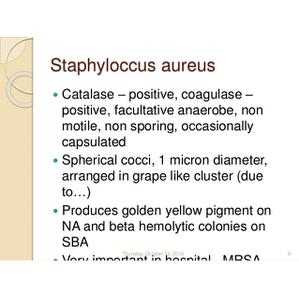 Staphyloccus aureus
Catalase – positive, coagulase –
positive, facultative anaerobe, non
motile, non sporing, occasionally
capsulated
Spherical cocci, 1 micron diameter,
arranged in grape like cluster (due
to…)
Produces golden yellow pigment on
NA and beta hemolytic colonies on
SBA
Very important in hospital MRSA